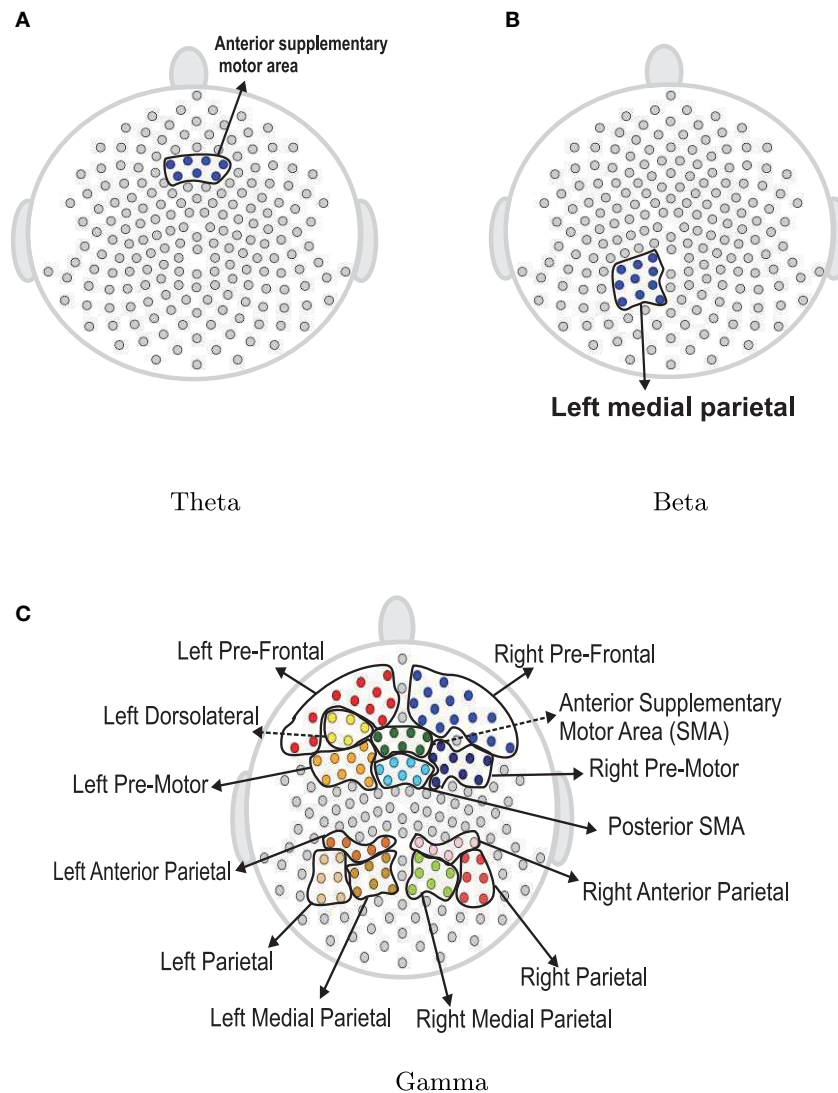 A
Anterior supplementary
motor area
B
Left medial parietal
Theta
Beta
C
Left Pre-Frontal
Right Pre-Frontal
Left Dorsolateral
Anterior Supplementary
Motor Area (SMA)
Left Pre-Motor
Right Pre-Motor
Posterior SMA
Left Anterior Parietal
Right Anterior Parietal
Left Parietal
Right Parietal
Left Medial Parietal
Right Medial Parietal
Gamma